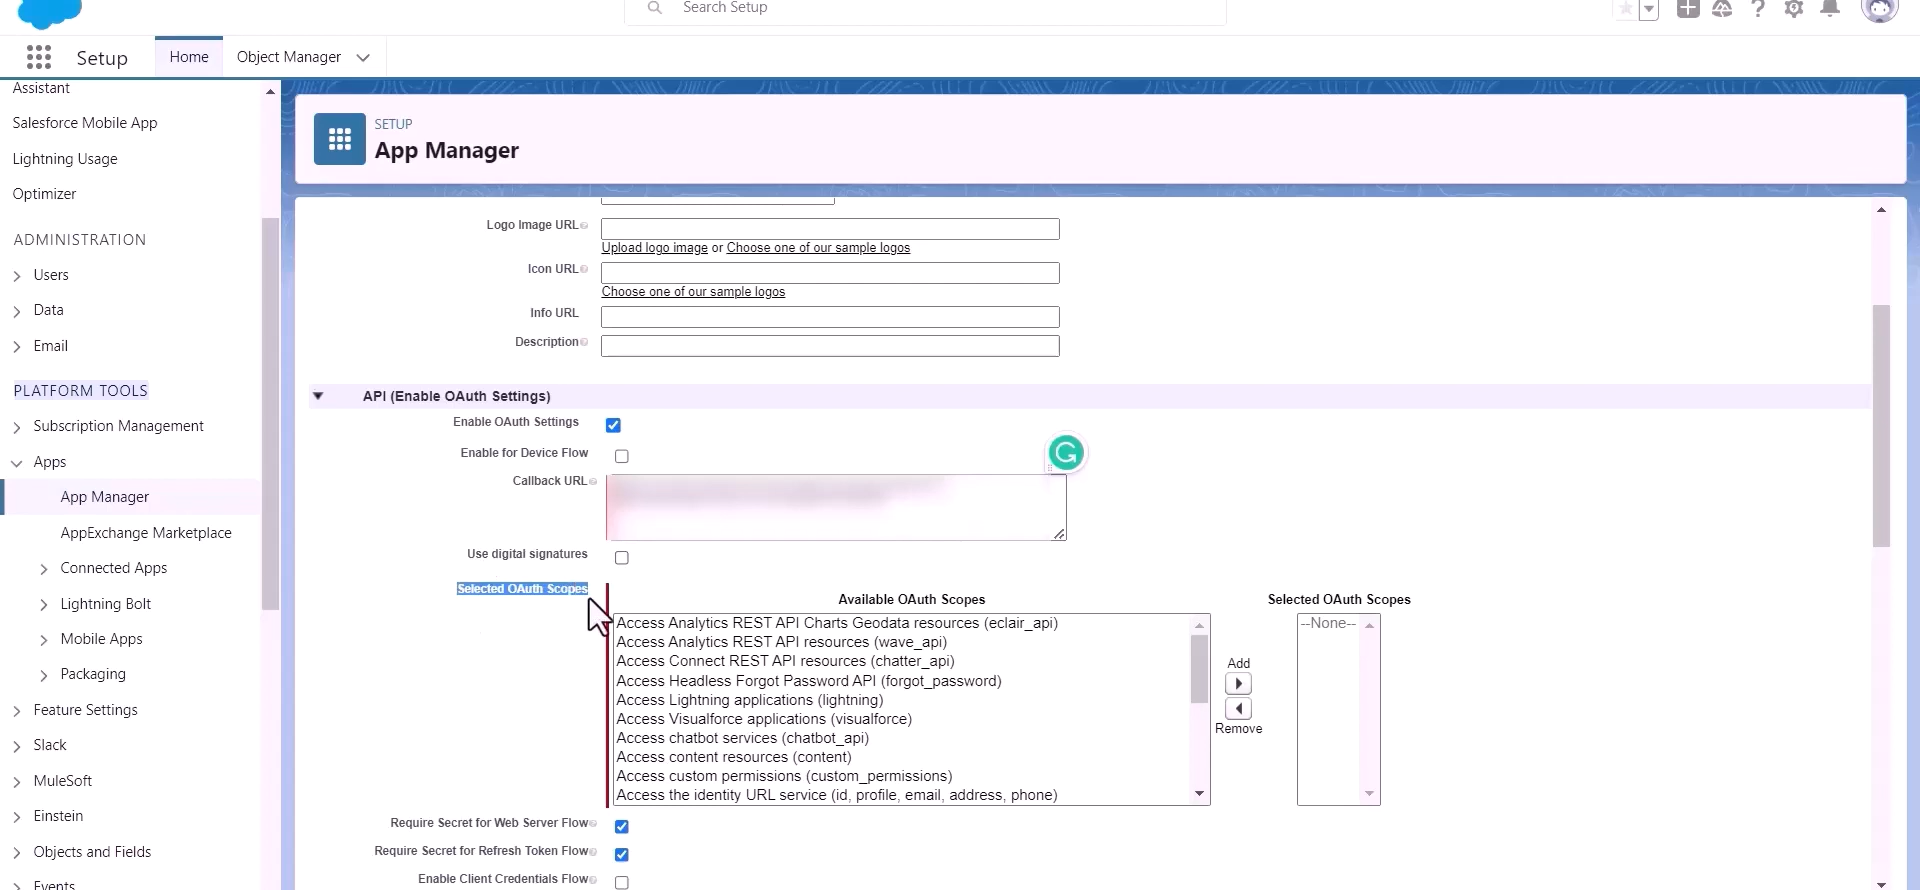 Search Setup
Setup
Home
Object Manager
Assistant
Salesforce Mobile App
Lightning Usage
Optimizer
ADMINISTRATION
Users
Data
Email
PLATFORM TOOLS
Subscription Management
Apps
App Manager
AppExchange Marketplace
Connected Apps
Lightning Bolt
Mobile Apps
Packaging
Feature Settings
Slack
MuleSoft
Einstein
Objects and Fields
Events
SETUP
App Manager
Logo Image URL
Upload logo image or Choose one of our sample logos
Icon URL
Choose one of our sample logos
Info URL
Description
API (Enable OAuth Settings)
Enable OAuth Settings
Enable for Device Flow
Callback URL
Use digital signatures
Selected OAuth Scopes
Available OAuth Scopes
Access Analytics REST API Charts Geodata resources (eclair_api)
Access Analytics REST API resources (wave_api)
Access Connect REST API resources (chatter_api)
Access Headless Forgot Password API (forgot_password)
Access Lightning applications (lightning)
Access Visualforce applications (visualforce)
Access chatbot services (chatbot_api)
Access content resources (content)
Access custom permissions (custom_permissions)
Access the identity URL service (id, profile, email, address, phone)
Add
Remove
Selected OAuth Scopes
--None--
Require Secret for Web Server Flow
Require Secret for Refresh Token Flow
Enable Client Credentials Flow